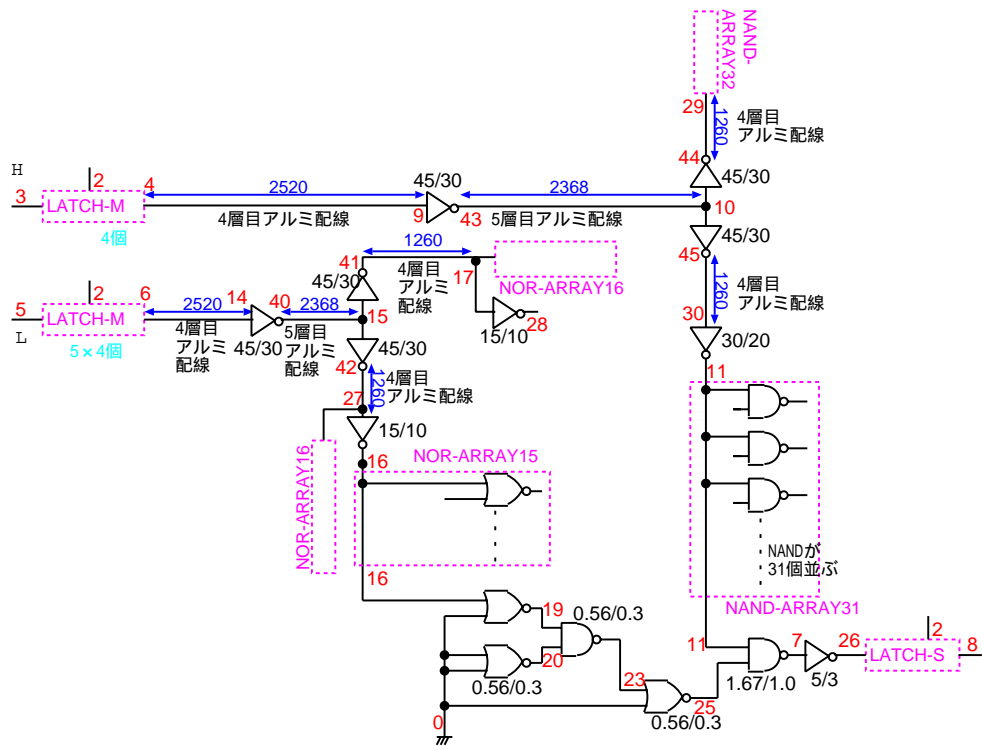 NAND-
ARRAY32
29
1260
4層目
アルミ配線
44
45/30
H
3
2
4
LATCH-M
4個
2520
4層目アルミ配線
9
45/30
43
2368
5層目アルミ配線
10
45/30
45
1260
4層目
アルミ配線
30
30/20
11
5
L
2
6
LATCH-M
5×4個
2520
4層目
アルミ
配線
14
45/30
40
2368
5層目
アルミ
配線
15
41
45/30
1260
4層目
アルミ
配線
17
NOR-ARRAY16
15/10
28
45/30
42
1260
4層目
アルミ配線
27
15/10
NOR-ARRAY16
16
NOR-ARRAY15
16
NANDが
31個並ぶ
NAND-ARRAY31
19
0.56/0.3
20
0.56/0.3
23
25
0.56/0.3
0
11
7
1.67/1.0
5/3
26
2
LATCH-S
8